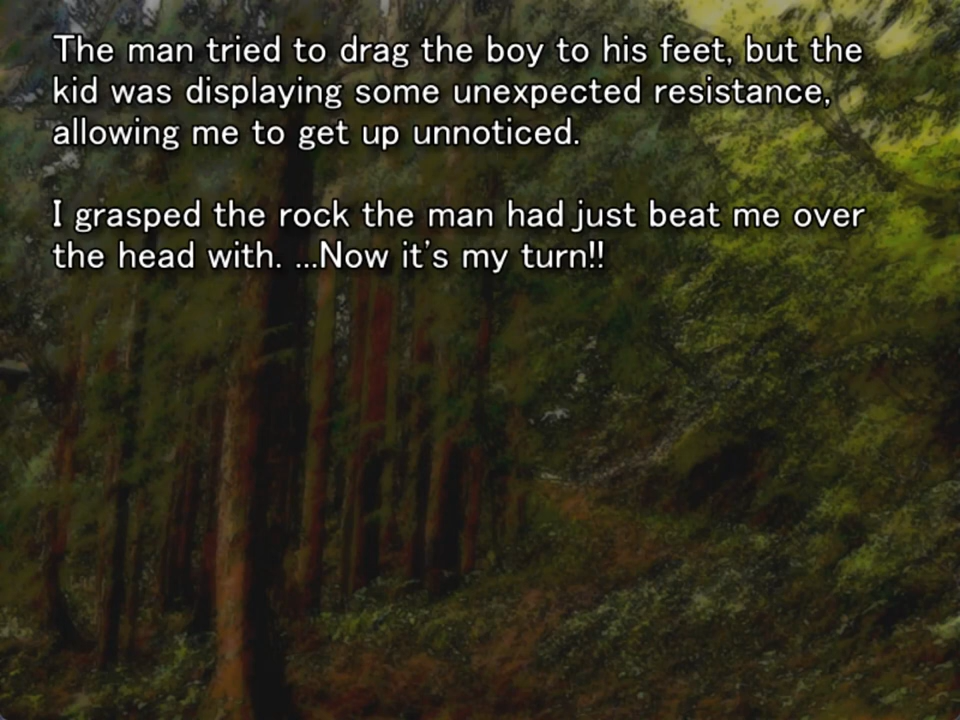 The man tried to drag the boy to his feet, but the
kid was displaying some unexpected resistance,
allowing me to get up unnoticed.
I grasped the rock the man had just beat me over
the head with. ...Now it's my turn!!